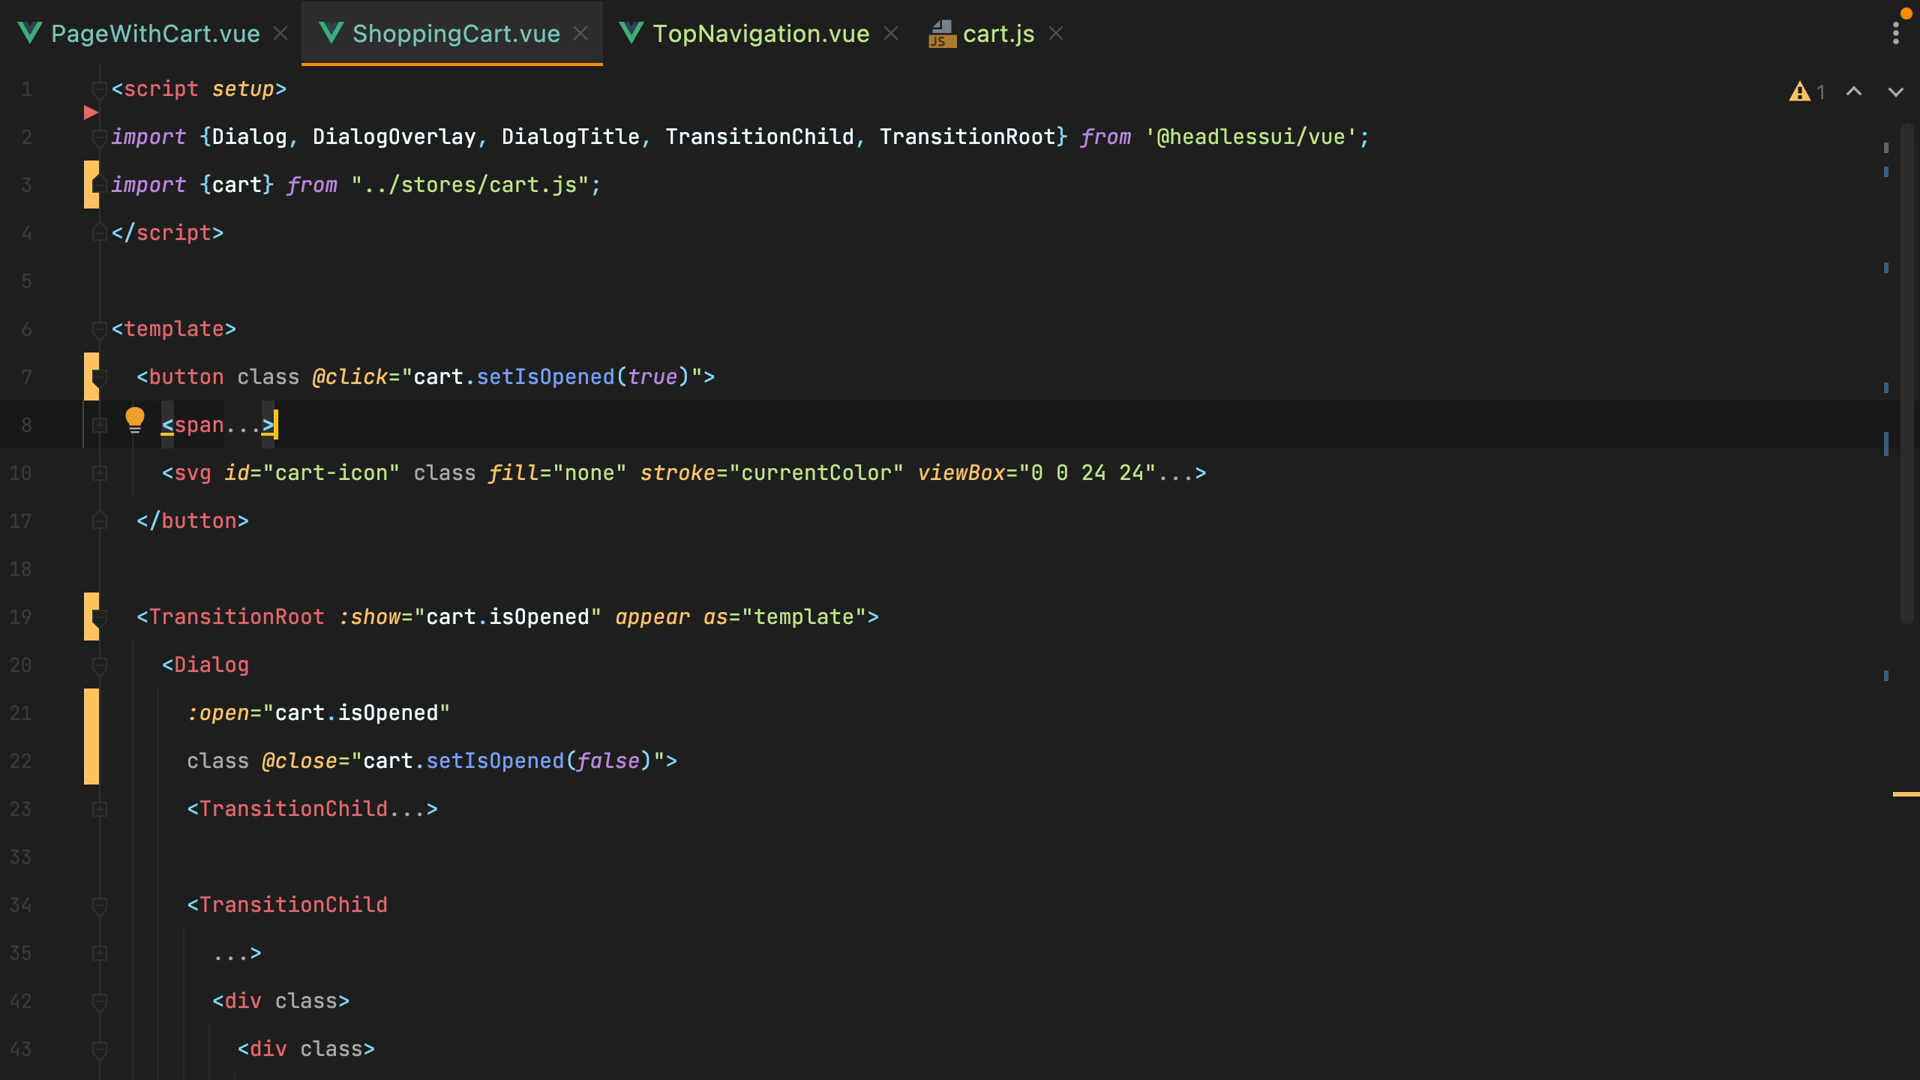 PageWithCart.vue ShoppingCart.vue TopNavigation.vue JS cart.js
1 <script setup> 1
2 import {Dialog, DialogOverlay, DialogTitle, TransitionChild, TransitionRoot} from '@headlessui/vue';
3 import {cart} from "../stores/cart.js";
4 </script>
5
6 <template>
7 <button class @click="cart.setIsOpened(true)">
8 <span...>
10 <svg id="cart-icon" class fill="none" stroke="currentColor" viewBox="0 0 24 24"...>
17 </button>
18
19 <TransitionRoot :show="cart.isOpened" appear as="template">
20 <Dialog
21 :open="cart.isOpened"
22 class @close="cart.setIsOpened(false)">
23 <TransitionChild...>
33
34 <TransitionChild
35 ...>
42 <div class>
43 <div class>